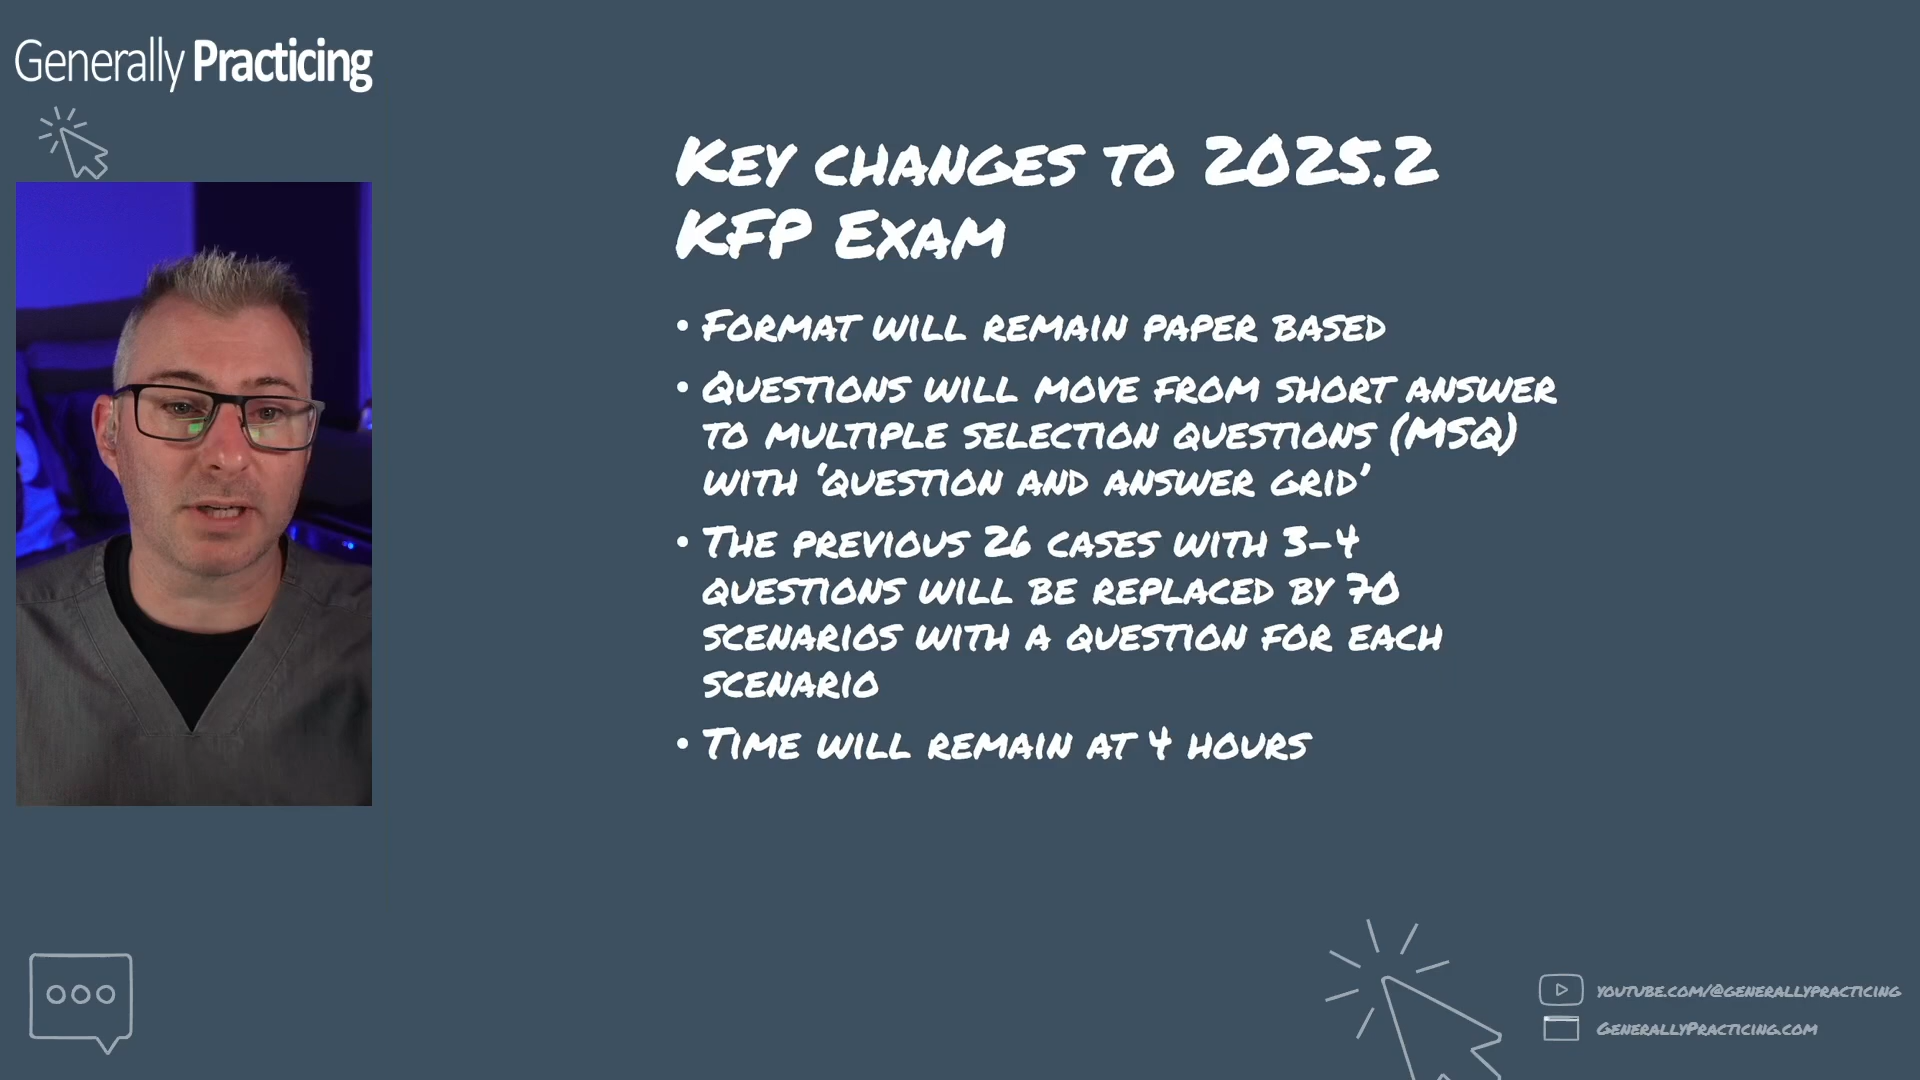 Generally Practicing
Key changes to 2025.2
KFP Exam
• Format will remain paper based
• Questions will move from short answer
to multiple selection questions (MSQ)
with ‘question and answer grid’
• The previous 26 cases with 3-4
questions will be replaced by 70
scenarios with a question for each
scenario
• Time will remain at 4 hours
youtube.com/@generallypracticing
GenerallyPracticing.com